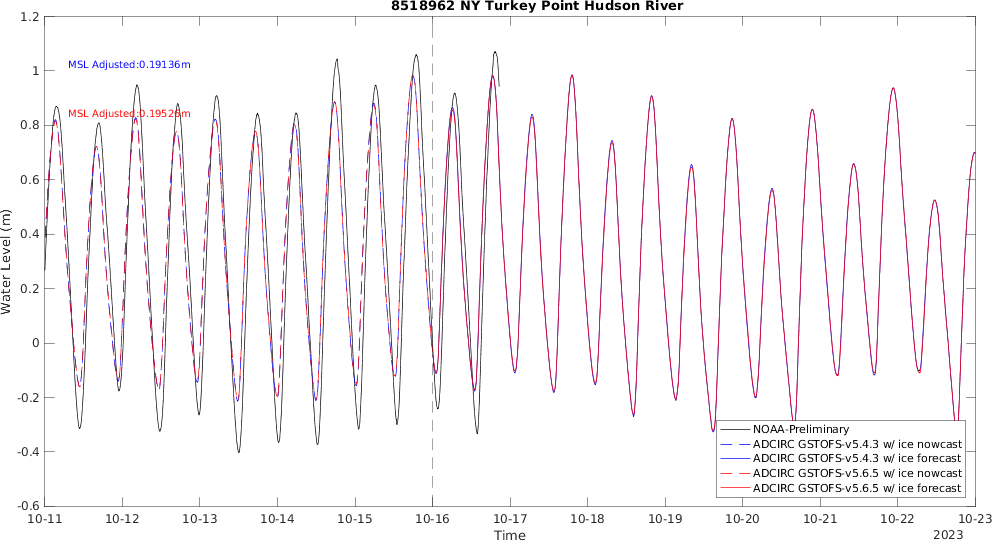 8518962 NY Turkey Point Hudson River
1.2
1
0.8
0.6
0.4
0.2
0
-0.2
-0.4
-0.6
Water Level (m)
MSL Adjusted:0.19136m
MSL Adjusted:0.19526m
NOAA-Preliminary
ADCIRC GSTOFS-v5.4.3 w/ ice nowcast
ADCIRC GSTOFS-v5.4.3 w/ ice forecast
ADCIRC GSTOFS-v5.6.5 w/ ice nowcast
ADCIRC GSTOFS-v5.6.5 w/ ice forecast
10-11 10-12 10-13 10-14 10-15 10-16 10-17 10-18 10-19 10-20 10-21 10-22 10-23
Time
2023